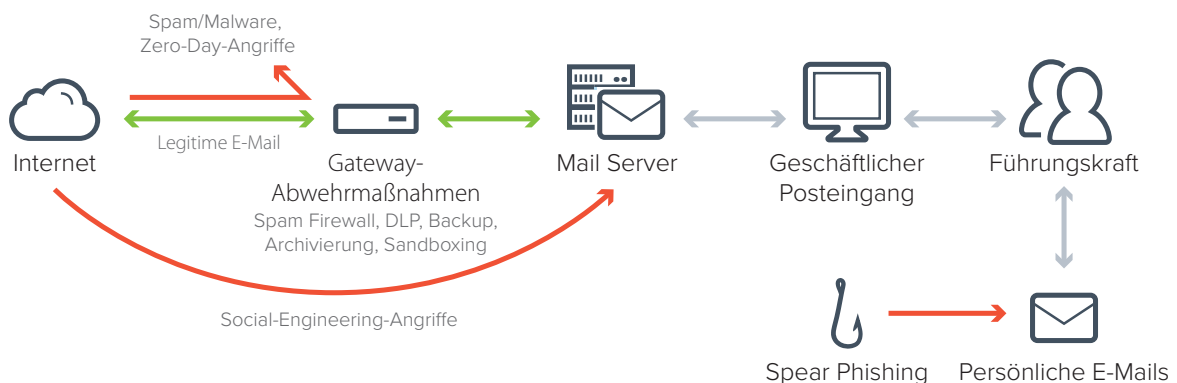 Spam/Malware,
Zero-Day-Angriffe
Legitime E-Mail
Internet
Gateway-
Abwehrmaßnahmen
Spam Firewall, DLP, Backup,
Archivierung, Sandboxing
Mail Server
Geschäftlicher
Posteingang
Führungskraft
Social-Engineering-Angriffe
Spear Phishing
Persönliche E-Mails